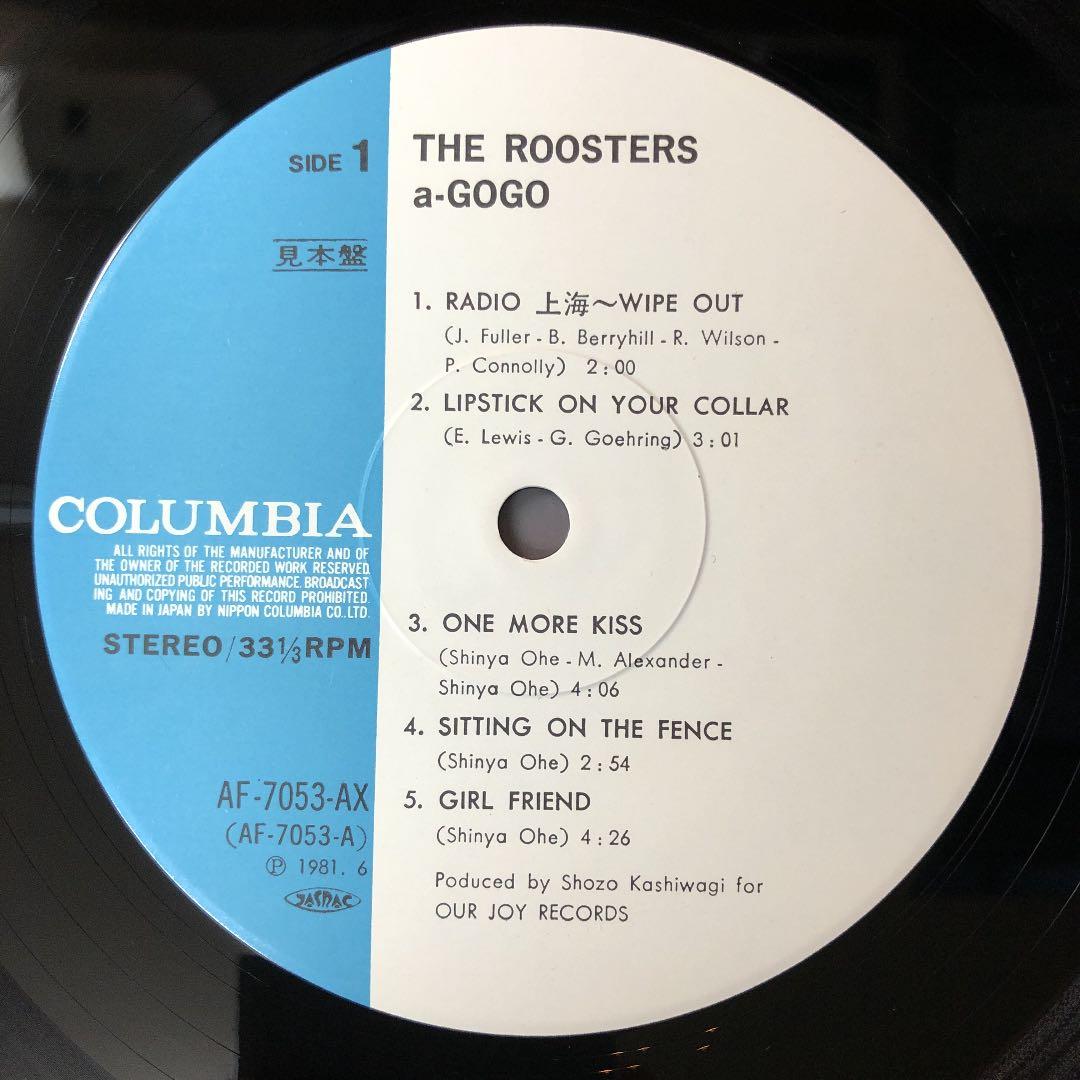 SIDE 1
見本盤
THE ROOSTERS
a-GOGO
1. RADIO 上海〜WIPE OUT
(J. Fuller - B. Berryhill - R. Wilson -
P. Connolly) 2:00
2. LIPSTICK ON YOUR COLLAR
(E. Lewis - G. Goehring) 3:01
COLUMBIA
ALL RIGHTS OF THE MANUFACTURER AND OF
THE OWNER OF THE RECORDED WORK RESERVED.
UNAUTHORIZED PUBLIC PERFORMANCE. BROADCAST
ING AND COPYING OF THIS RECORD PROHIBITED.
MADE IN JAPAN BY NIPPON COLUMBIA CO., LTD.
STEREO/33⅓RPM
3. ONE MORE KISS
(Shinya Ohe - M. Alexander -
Shinya Ohe) 4:06
4. SITTING ON THE FENCE
(Shinya Ohe) 2:54
5. GIRL FRIEND
(Shinya Ohe) 4:26
Poduced by Shozo Kashiwagi for
OUR JOY RECORDS
AF-7053-AX
(AF-7053-A)
Ⓟ 1981. 6
JASRAC